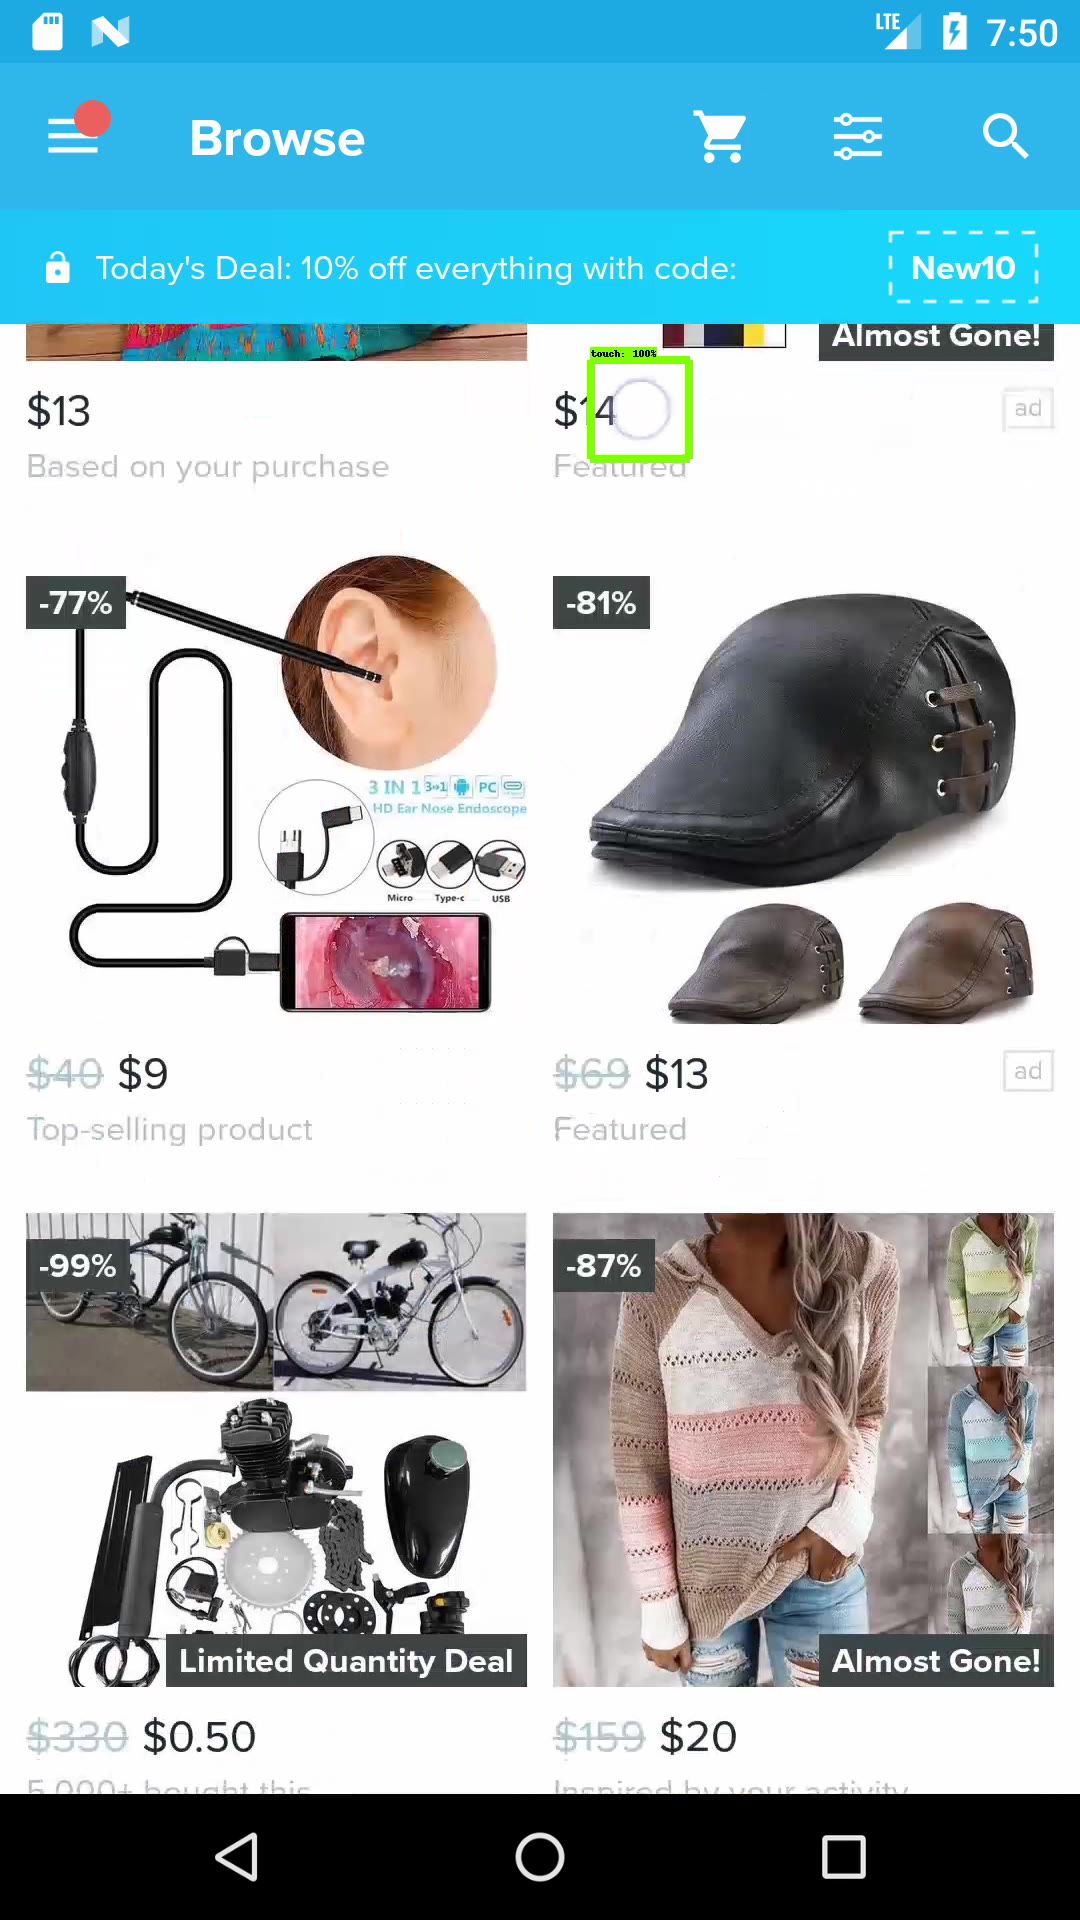 LTE 7:50
Browse
Today's Deal: 10% off everything with code: New10
Almost Gone!
touch: 100%
$13 $14 ad
Based on your purchase Featured
-77% -81%
3 IN 1 3in1 PC
HD Ear Nose Endoscope
Micro Type-c USB
$40 $9 $69 $13 ad
Top-selling product Featured
-99% -87%
Limited Quantity Deal Almost Gone!
$330 $0.50 $159 $20
5,000+ bought this Inspired by your activity